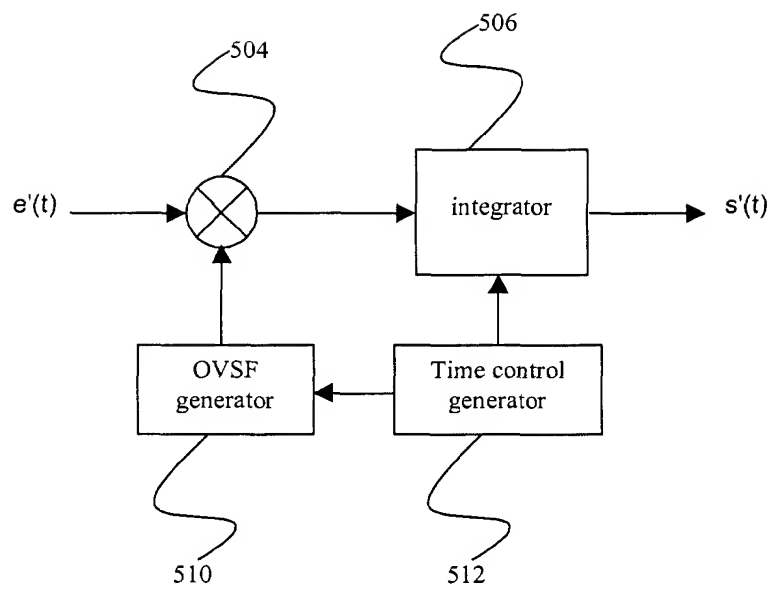 504
506
e'(t)
integrator
s'(t)
OVSF
generator
Time control
generator
510
512